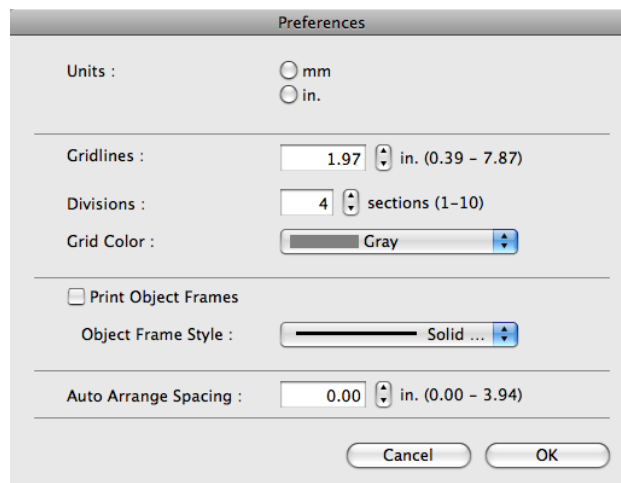 Preferences
Units :
mm
in.
Gridlines : 1.97 in. (0.39 – 7.87)
Divisions : 4 sections (1–10)
Grid Color : Gray
Print Object Frames
Object Frame Style : Solid ...
Auto Arrange Spacing : 0.00 in. (0.00 – 3.94)
Cancel OK